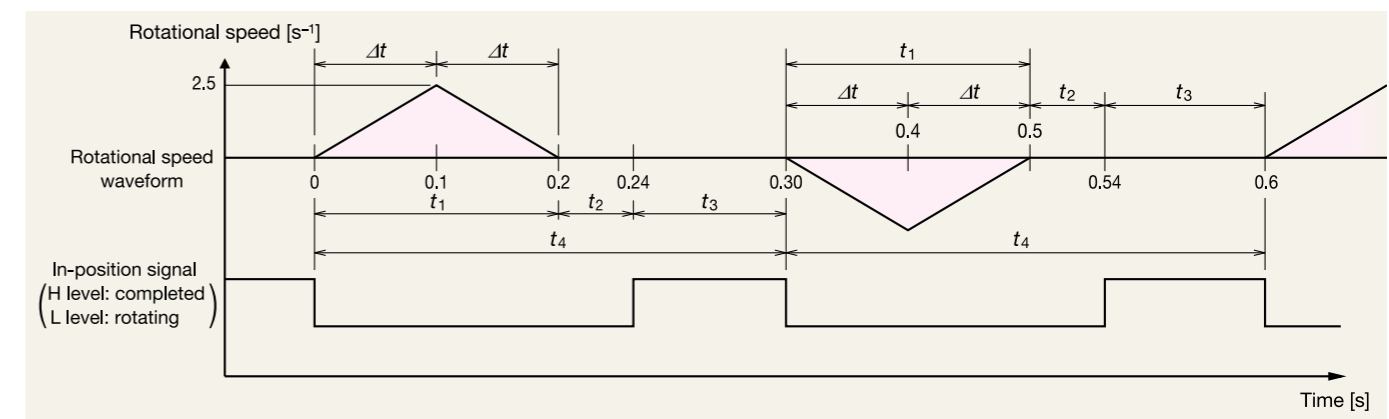 Rotational speed [s⁻¹]
Δt Δt t₁
2.5
Δt Δt t₂ t₃
0.4 0.5
Rotational speed
waveform
0 0.1 0.2 0.24 0.30 0.54 0.6
t₁ t₂ t₃
t₄ t₄
In-position signal
(H level: completed
L level: rotating)
Time [s]